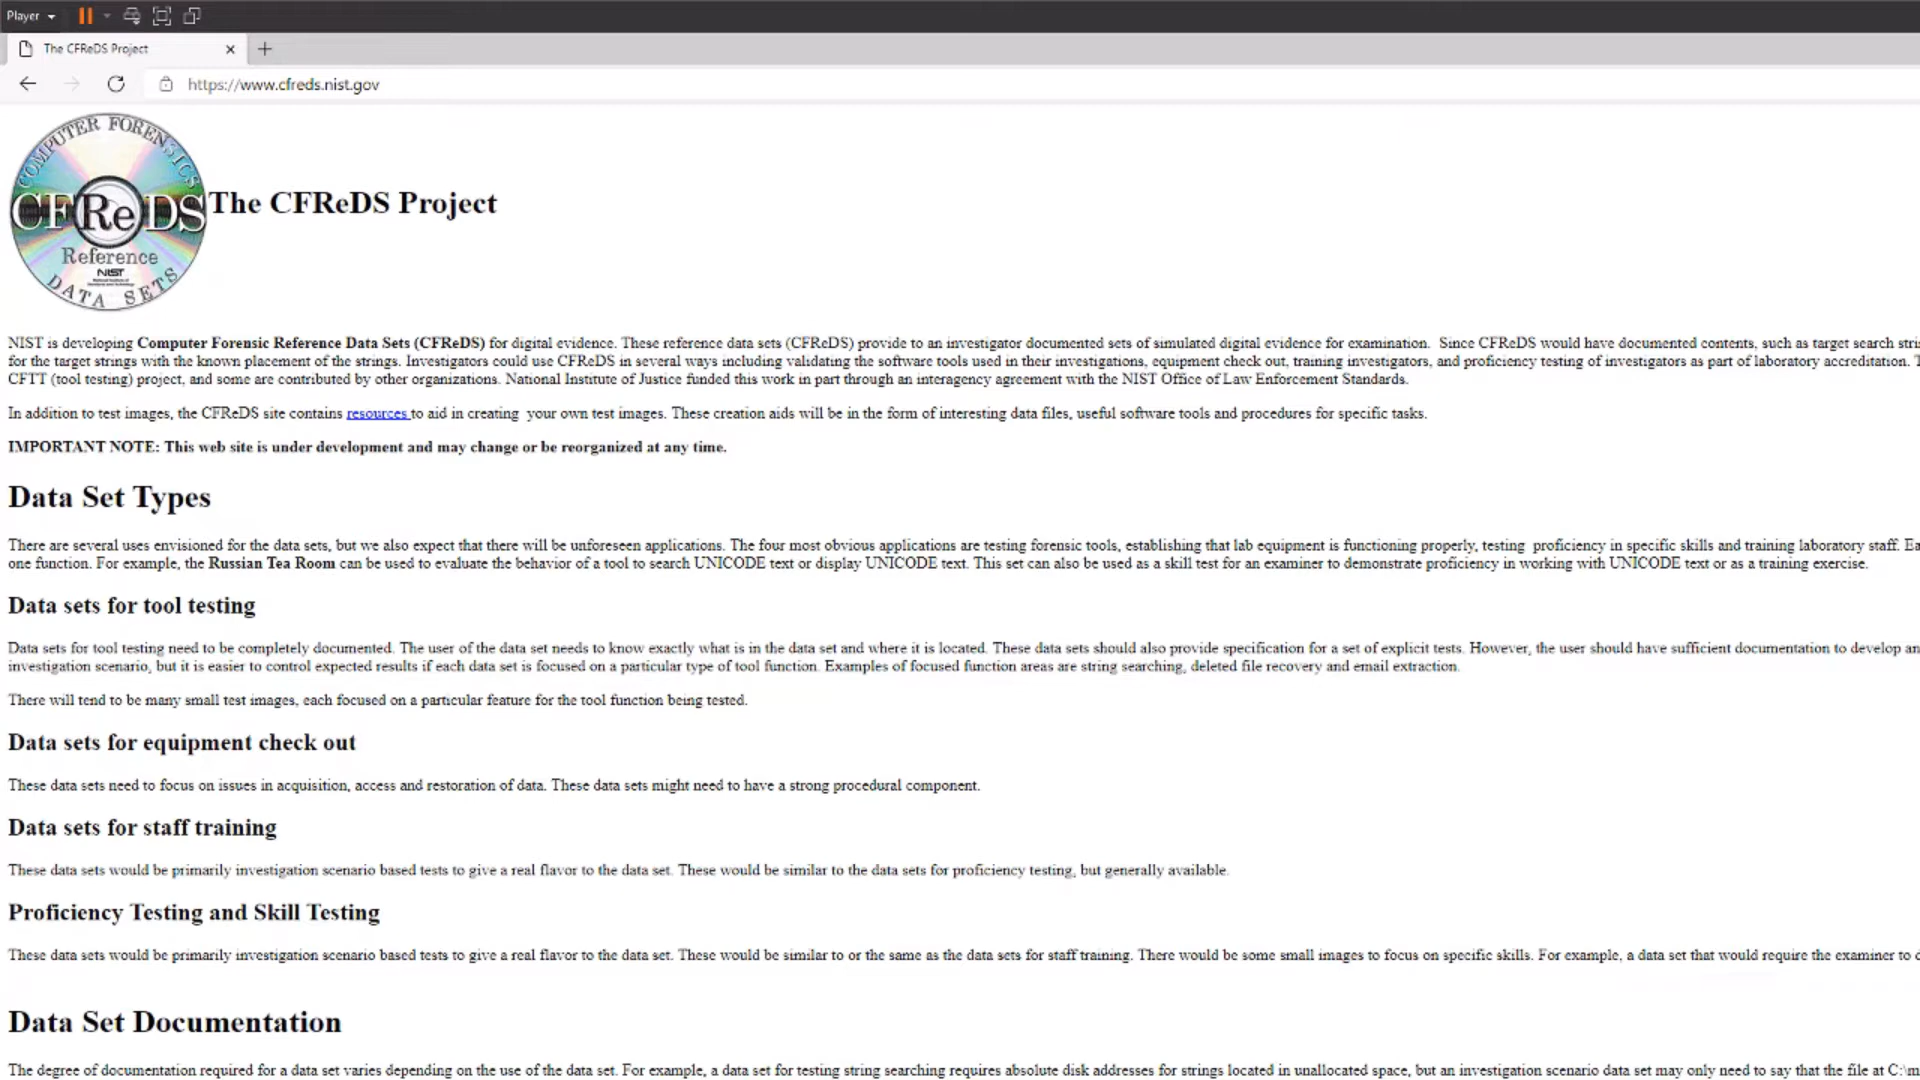 Player
The CFReDS Project
https://www.cfreds.nist.gov
COMPUTER FORENSICS
CFReDS
Reference
NIST
DATA SETS
The CFReDS Project
NIST is developing Computer Forensic Reference Data Sets (CFReDS) for digital evidence. These reference data sets (CFReDS) provide to an investigator documented sets of simulated digital evidence for examination. Since CFReDS would have documented contents, such as target search
for the target strings with the known placement of the strings. Investigators could use CFReDS in several ways including validating the software tools used in their investigations, equipment check out, training investigators, and proficiency testing of investigators as part of laboratory accreditation.
CFTT (tool testing) project, and some are contributed by other organizations. National Institute of Justice funded this work in part through an interagency agreement with the NIST Office of Law Enforcement Standards.
In addition to test images, the CFReDS site contains resources to aid in creating your own test images. These creation aids will be in the form of interesting data files, useful software tools and procedures for specific tasks.
IMPORTANT NOTE: This web site is under development and may change or be reorganized at any time.
Data Set Types
There are several uses envisioned for the data sets, but we also expect that there will be unforeseen applications. The four most obvious applications are testing forensic tools, establishing that lab equipment is functioning properly, testing proficiency in specific skills and training laboratory staff.
one function. For example, the Russian Tea Room can be used to evaluate the behavior of a tool to search UNICODE text or display UNICODE text. This set can also be used as a skill test for an examiner to demonstrate proficiency in working with UNICODE text or as a training exercise.
Data sets for tool testing
Data sets for tool testing need to be completely documented. The user of the data set needs to know exactly what is in the data set and where it is located. These data sets should also provide specification for a set of explicit tests. However, the user should have sufficient documentation to develop
investigation scenario, but it is easier to control expected results if each data set is focused on a particular type of tool function. Examples of focused function areas are string searching, deleted file recovery and email extraction.
There will tend to be many small test images, each focused on a particular feature for the tool function being tested.
Data sets for equipment check out
These data sets need to focus on issues in acquisition, access and restoration of data. These data sets might need to have a strong procedural component.
Data sets for staff training
These data sets would be primarily investigation scenario based tests to give a real flavor to the data set. These would be similar to the data sets for proficiency testing, but generally available.
Proficiency Testing and Skill Testing
These data sets would be primarily investigation scenario based tests to give a real flavor to the data set. These would be similar to or the same as the data sets for staff training. There would be some small images to focus on specific skills. For example, a data set that would require the examiner to
Data Set Documentation
The degree of documentation required for a data set varies depending on the use of the data set. For example, a data set for testing string searching requires absolute disk addresses for strings located in unallocated space, but an investigation scenario data set may only need to say that the file at